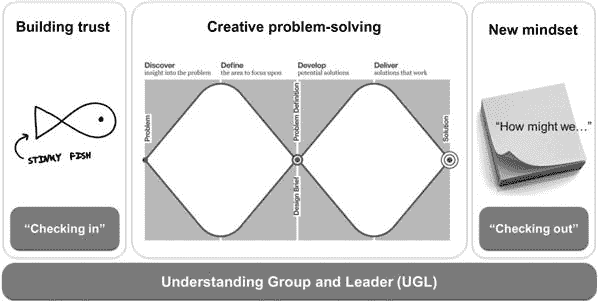 Building trust
STINKY FISH
“Checking in”
Creative problem-solving
Discover
insight into the problem
Define
the area to focus upon
Develop
potential solutions
Deliver
solutions that work
Problem
Problem Definition
Design Brief
Solution
New mindset
“How might we…”
“Checking out”
Understanding Group and Leader (UGL)